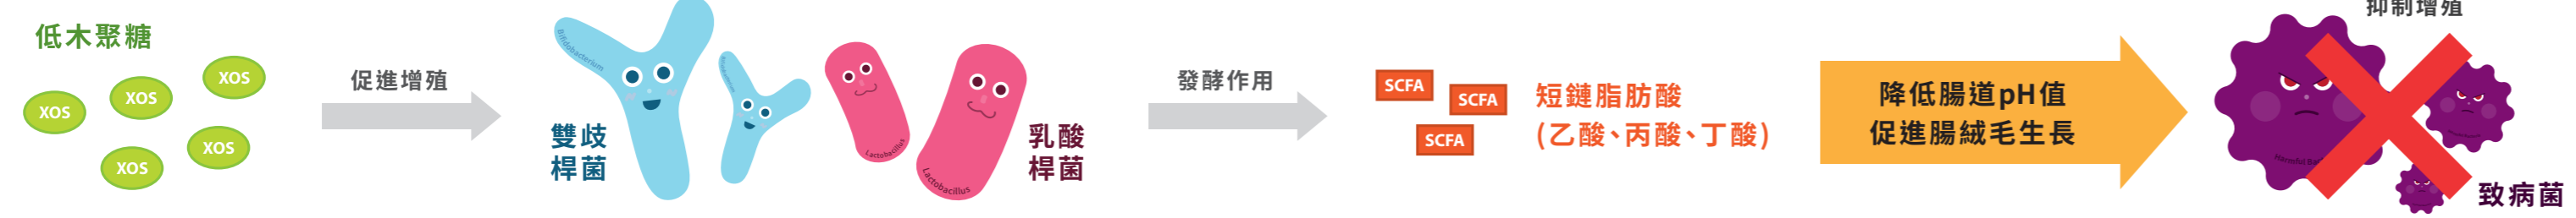 低木聚糖
XOS
XOS
XOS
XOS
XOS
促進增殖
Bifidobacterium
雙歧
桿菌
Lactobacillus
Lactobacillus
乳酸
桿菌
發酵作用
SCFA
SCFA
SCFA
短鏈脂肪酸
(乙酸、丙酸、丁酸)
降低腸道pH值
促進腸絨毛生長
抑制增殖
Harmful
致病菌